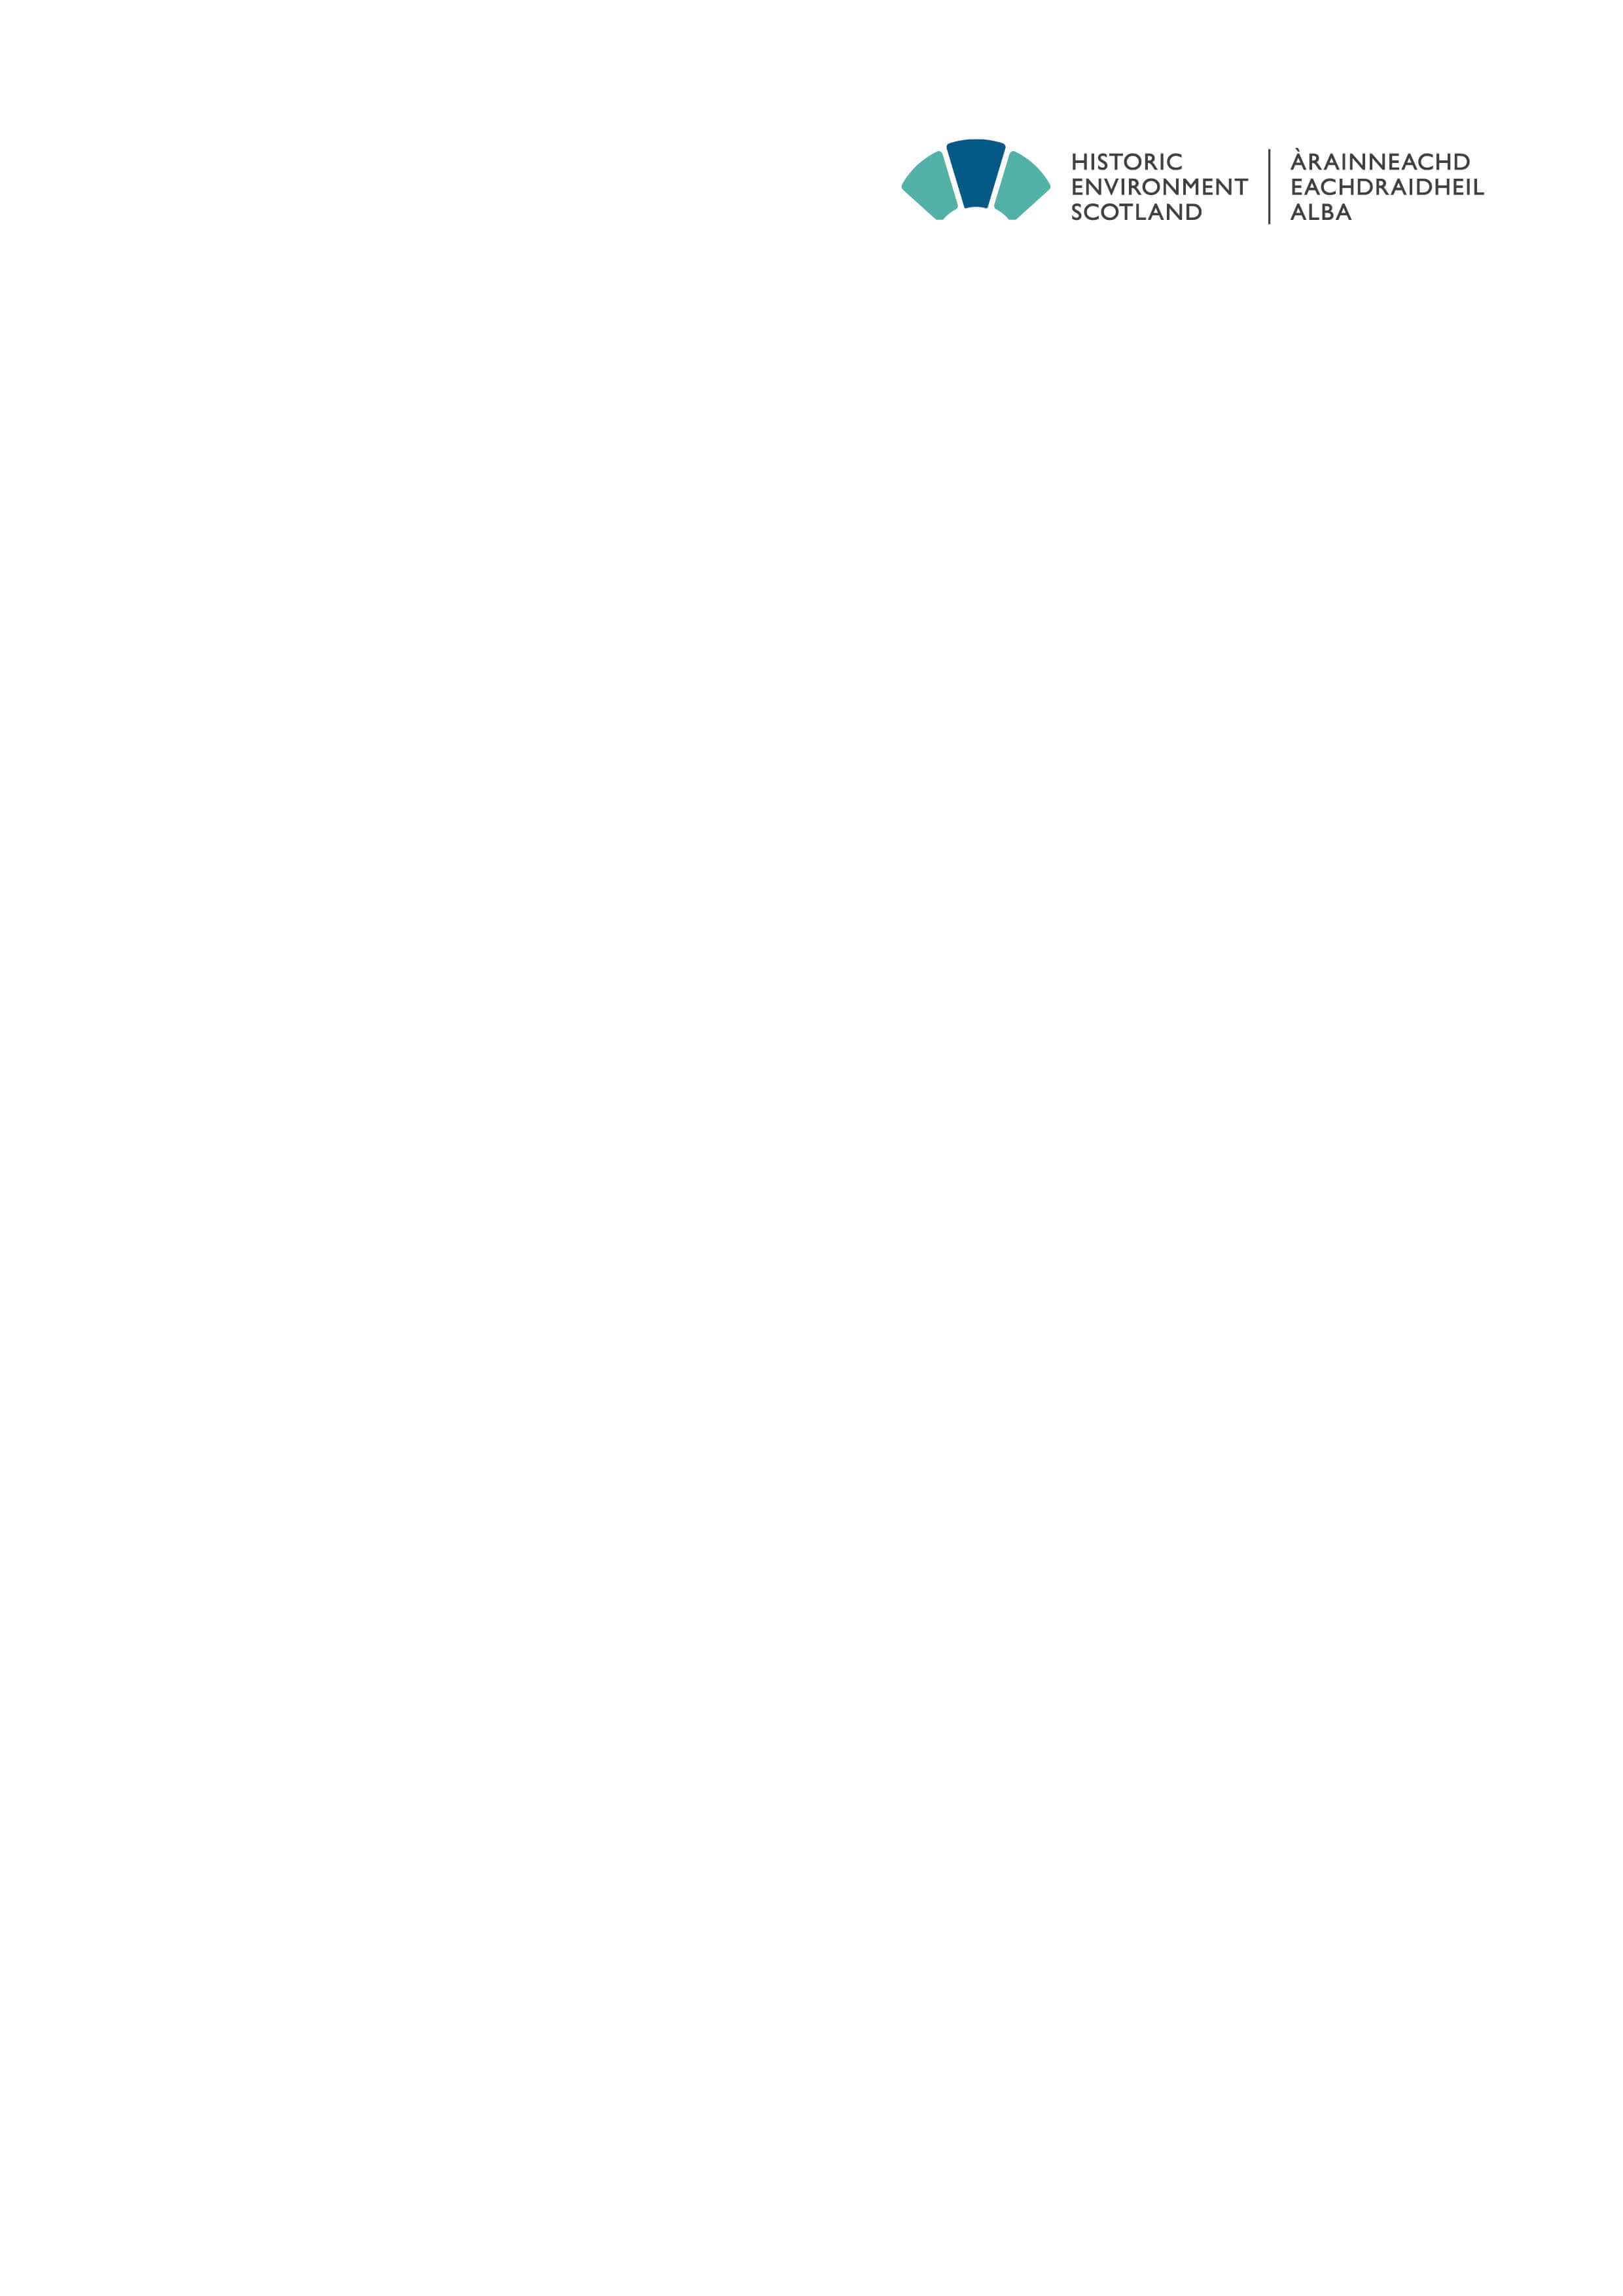 HISTORIC
ENVIRONMENT
SCOTLAND
ÀRAINNEACHD
EACHDRAIDHEIL
ALBA